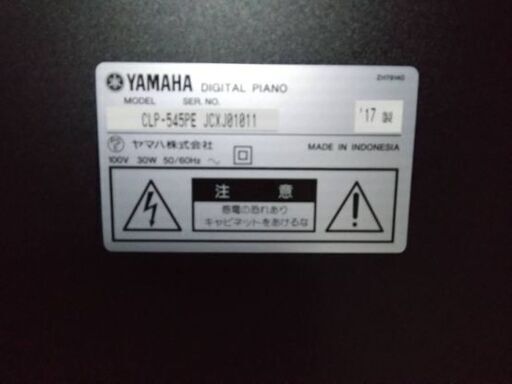 YAMAHA DIGITAL PIANO
MODEL SER. NO.
CLP-545PE JCXJ01011
'17 製
ヤマハ株式会社
MADE IN INDONESIA
100V 30W 50/60Hz ~
注 意
感電の恐れあり
キャビネットをあけるな